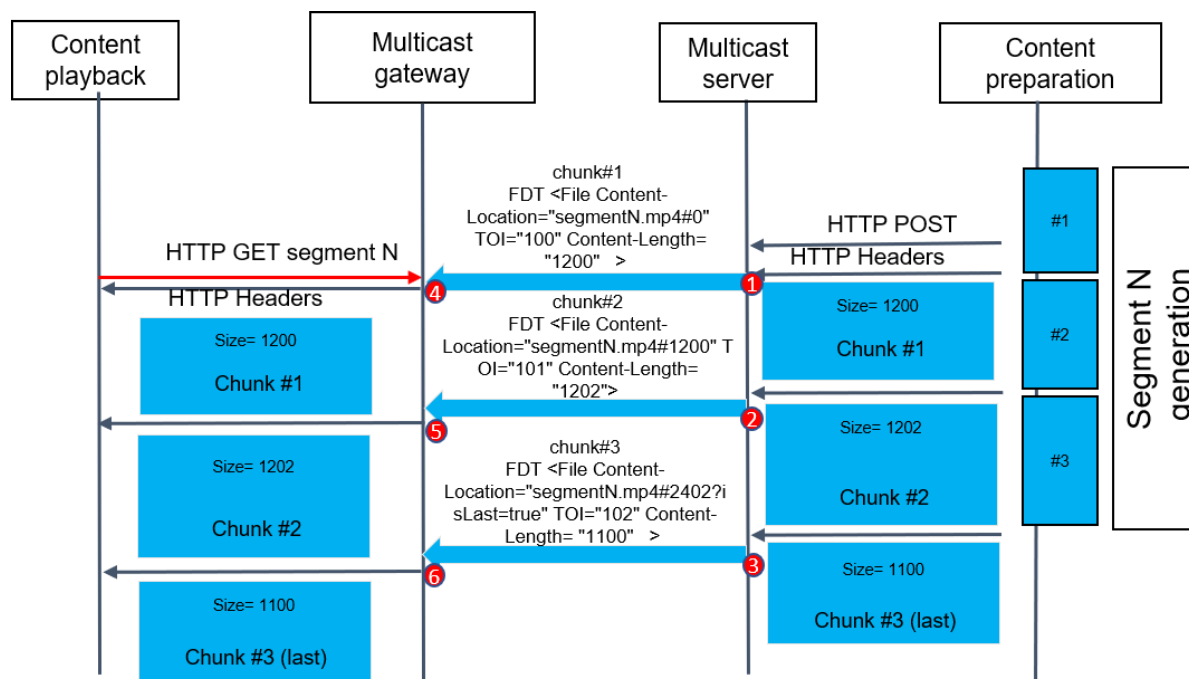 Content
playback
Multicast
gateway
Multicast
server
Content
preparation
chunk#1
FDT <File Content-
Location="segmentN.mp4#0"
TOI="100" Content-Length=
"1200"   >
HTTP POST
HTTP GET segment N
HTTP Headers
HTTP Headers
4
1
chunk#2
FDT <File Content-
Location="segmentN.mp4#1200" T
OI="101" Content-Length=
"1202">
Size= 1200
Chunk #1
Size= 1200
Chunk #1
5
2
chunk#3
FDT <File Content-
Location="segmentN.mp4#2402?i
sLast=true" TOI="102" Content-
Length= "1100"   >
Size= 1202
Chunk #2
Size= 1202
Chunk #2
6
3
Size= 1100
Chunk #3 (last)
Size= 1100
Chunk #3 (last)
#1
#2
#3
Segment N
generation